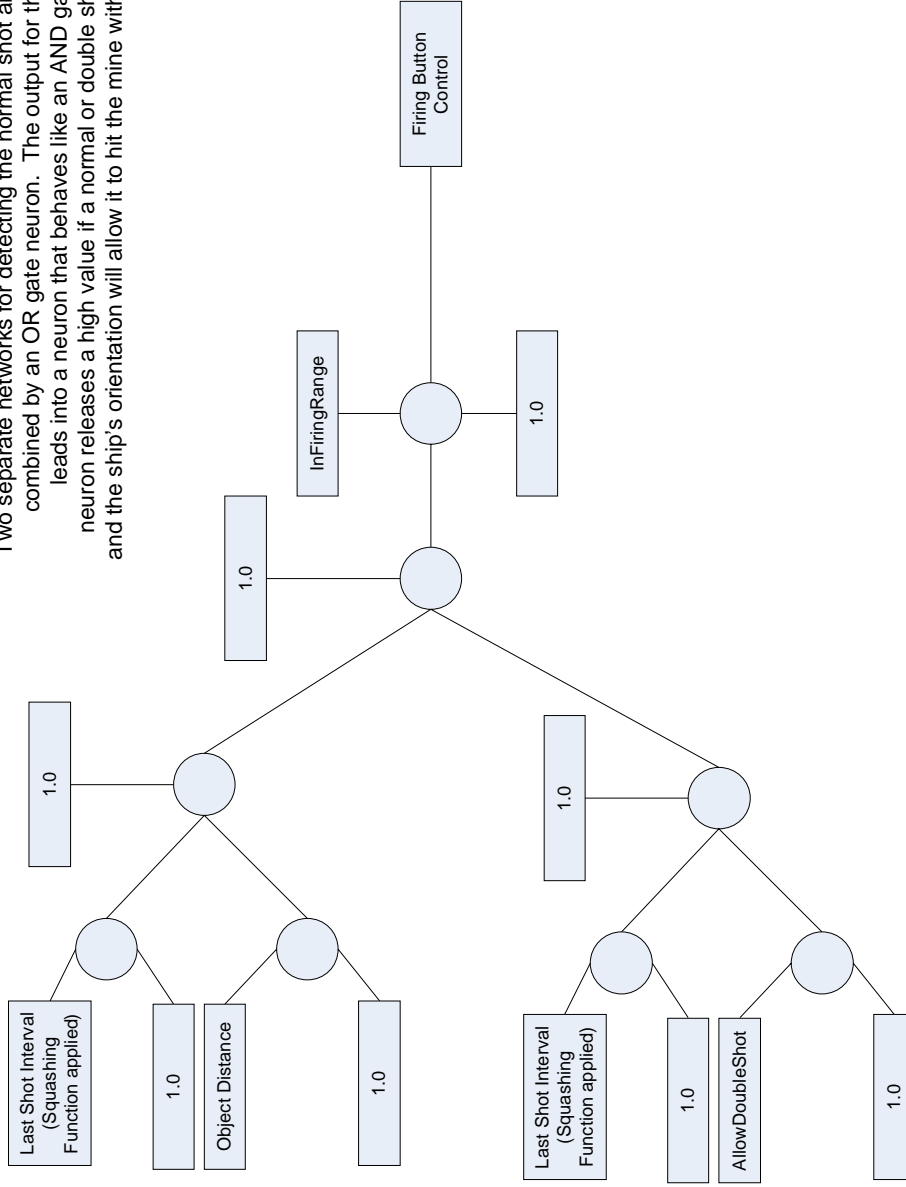 Two separate networks for detecting the normal shot
combined by an OR gate neuron. The output for
leads into a neuron that behaves like an AND
neuron releases a high value if a normal or double
and the ship's orientation will allow it to hit the mine with
Firing Button
Control
InFiringRange
1.0
1.0
1.0
Last Shot Interval
(Squashing
Function applied)
1.0
Object Distance
1.0
1.0
Last Shot Interval
(Squashing
Function applied)
1.0
AllowDoubleShot
1.0